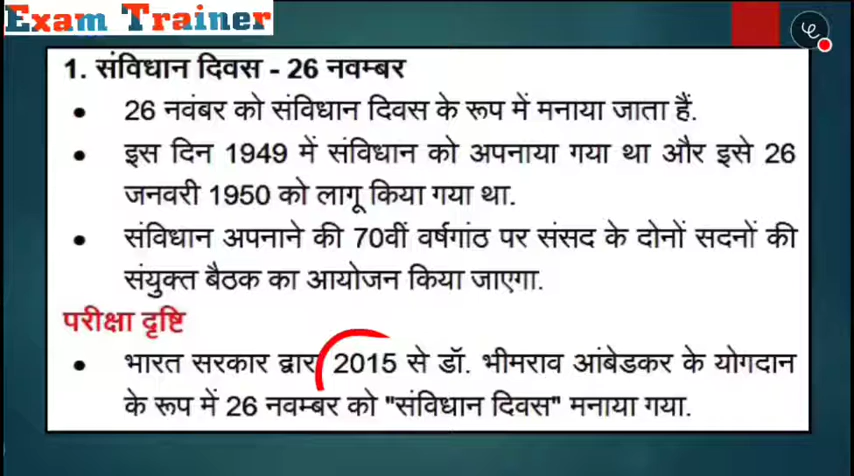 Exam Trainer
1. संविधान दिवस - 26 नवम्बर
• 26 नवंबर को संविधान दिवस के रूप में मनाया जाता हैं.
• इस दिन 1949 में संविधान को अपनाया गया था और इसे 26
जनवरी 1950 को लागू किया गया था.
• संविधान अपनाने की 70वीं वर्षगांठ पर संसद के दोनों सदनों की
संयुक्त बैठक का आयोजन किया जाएगा.
परीक्षा दृष्टि
• भारत सरकार द्वार 2015 से डॉ. भीमराव आंबेडकर के योगदान
के रूप में 26 नवम्बर को "संविधान दिवस" मनाया गया.